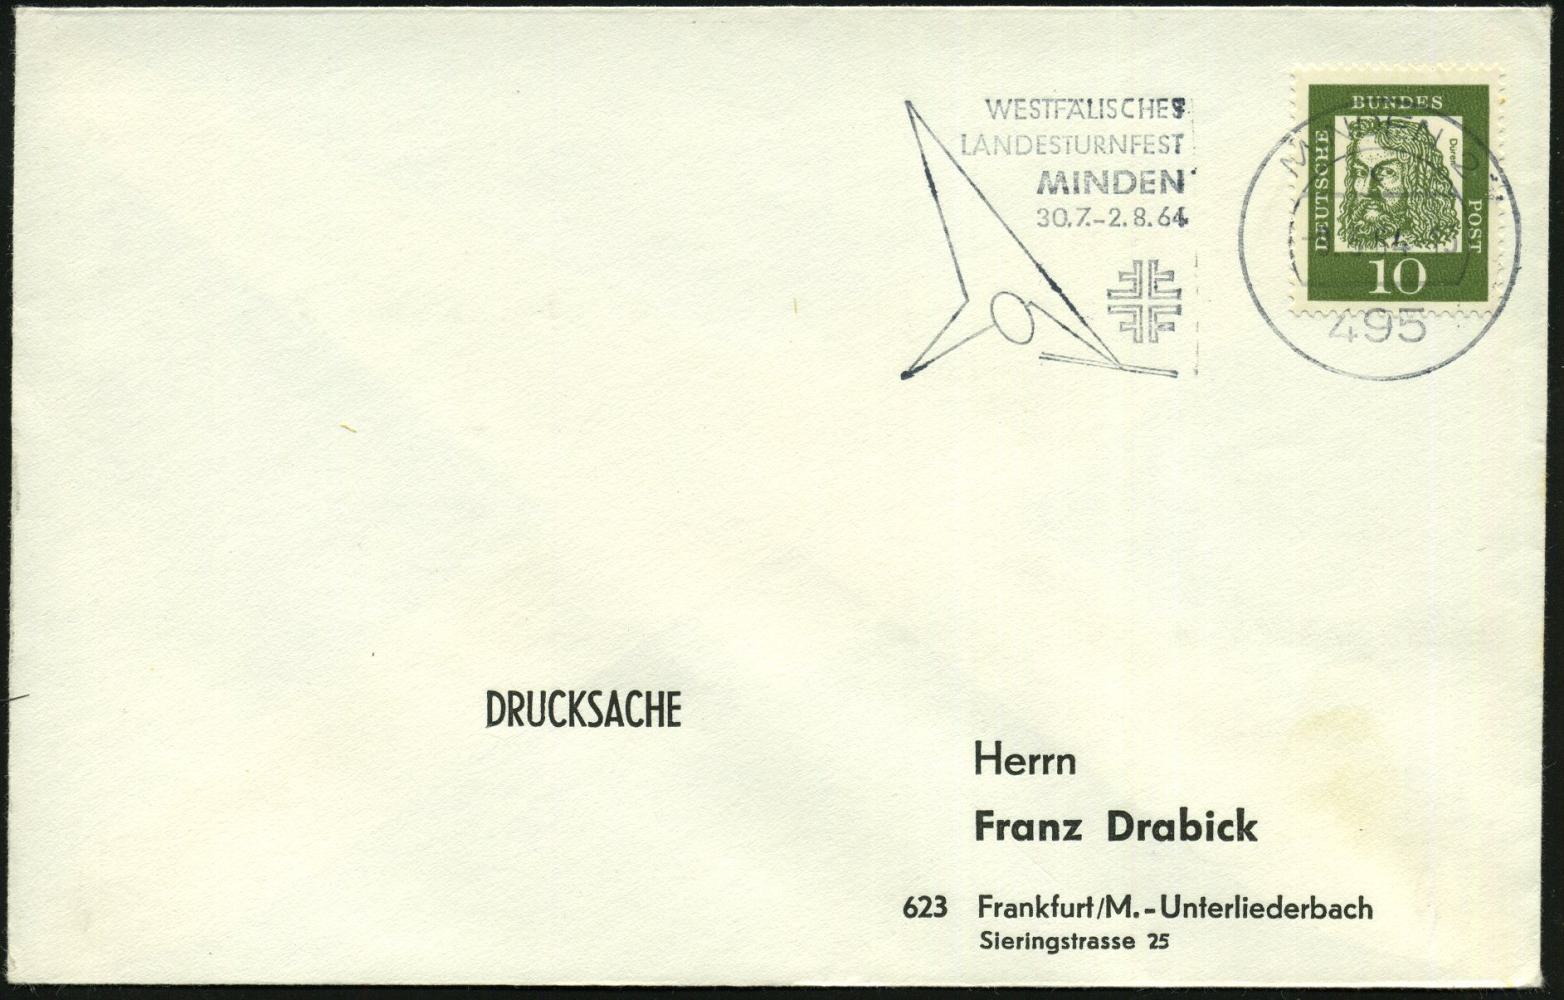 WESTFÄLISCHES
LANDESTURNFEST
MINDEN
30.7.-2.8.64
BUNDES
DEUTSCHE
POST
Dürer
10
MINDEN
495
DRUCKSACHE
Herrn
Franz Drabick
623 Frankfurt/M.-Unterliederbach
Sieringstrasse 25